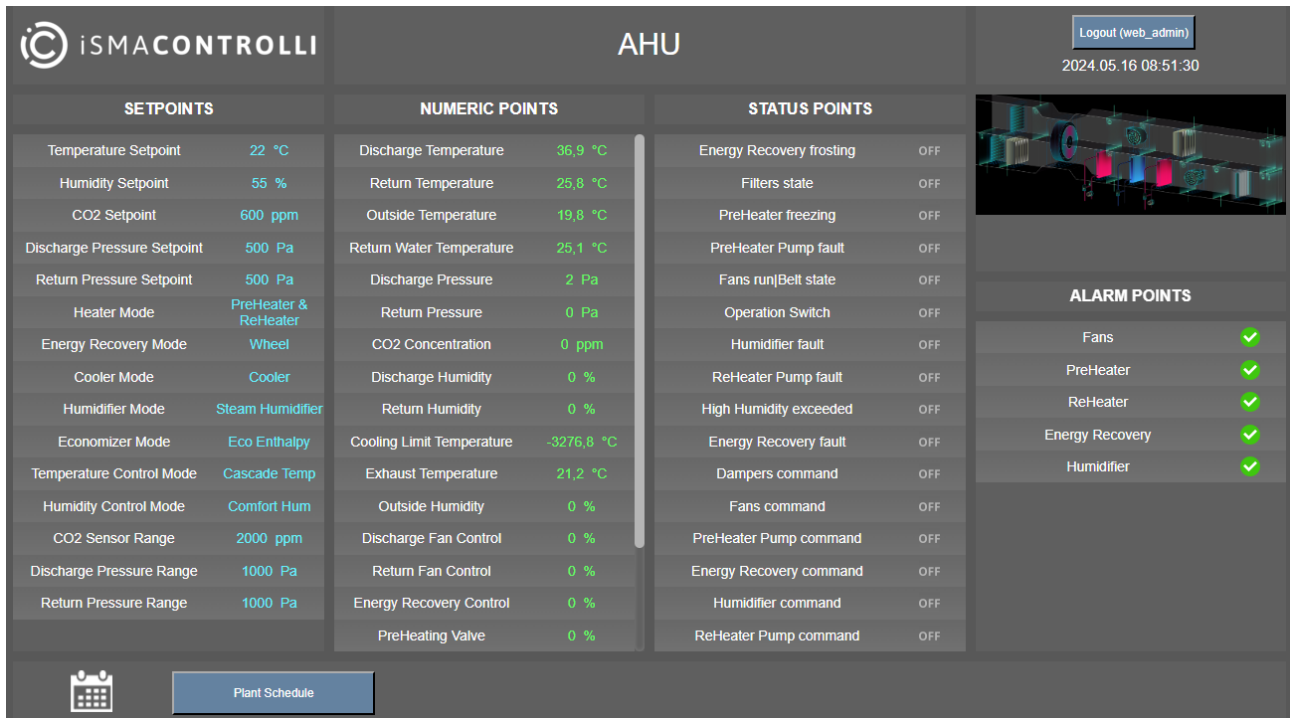 iSMACONTROLLI
AHU
Logout (web_admin)
2024.05.16 08:51:30
SETPOINTS
Temperature Setpoint 22 °C
Humidity Setpoint 55 %
CO2 Setpoint 600 ppm
Discharge Pressure Setpoint 500 Pa
Return Pressure Setpoint 500 Pa
Heater Mode PreHeater &
ReHeater
Energy Recovery Mode Wheel
Cooler Mode Cooler
Humidifier Mode Steam Humidifier
Economizer Mode Eco Enthalpy
Temperature Control Mode Cascade Temp
Humidity Control Mode Comfort Hum
CO2 Sensor Range 2000 ppm
Discharge Pressure Range 1000 Pa
Return Pressure Range 1000 Pa
NUMERIC POINTS
Discharge Temperature 36,9 °C
Return Temperature 25,8 °C
Outside Temperature 19,8 °C
Return Water Temperature 25,1 °C
Discharge Pressure 2 Pa
Return Pressure 0 Pa
CO2 Concentration 0 ppm
Discharge Humidity 0 %
Return Humidity 0 %
Cooling Limit Temperature -3276,8 °C
Exhaust Temperature 21,2 °C
Outside Humidity 0 %
Discharge Fan Control 0 %
Return Fan Control 0 %
Energy Recovery Control 0 %
PreHeating Valve 0 %
STATUS POINTS
Energy Recovery frosting OFF
Filters state OFF
PreHeater freezing OFF
PreHeater Pump fault OFF
Fans run|Belt state OFF
Operation Switch OFF
Humidifier fault OFF
ReHeater Pump fault OFF
High Humidity exceeded OFF
Energy Recovery fault OFF
Dampers command OFF
Fans command OFF
PreHeater Pump command OFF
Energy Recovery command OFF
Humidifier command OFF
ReHeater Pump command OFF
ALARM POINTS
Fans
PreHeater
ReHeater
Energy Recovery
Humidifier
Plant Schedule